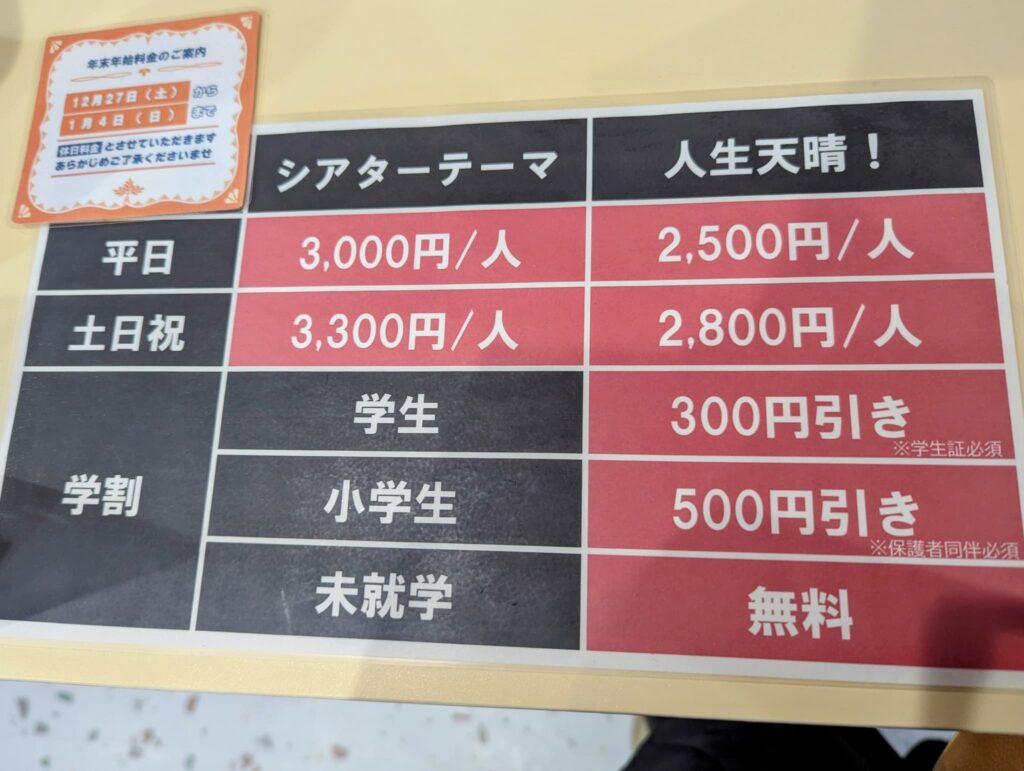 年末年給料金のご案内
12月27日（土）から
1月4日（日）まで
休日料金とさせていただきます
あらかじめご了承くださいませ
シアターテーマ 人生天晴！
平日 3,000円/人 2,500円/人
土日祝 3,300円/人 2,800円/人
学割
学生 300円引き
※学生証必須
小学生 500円引き
※保護者同伴必須
未就学 無料